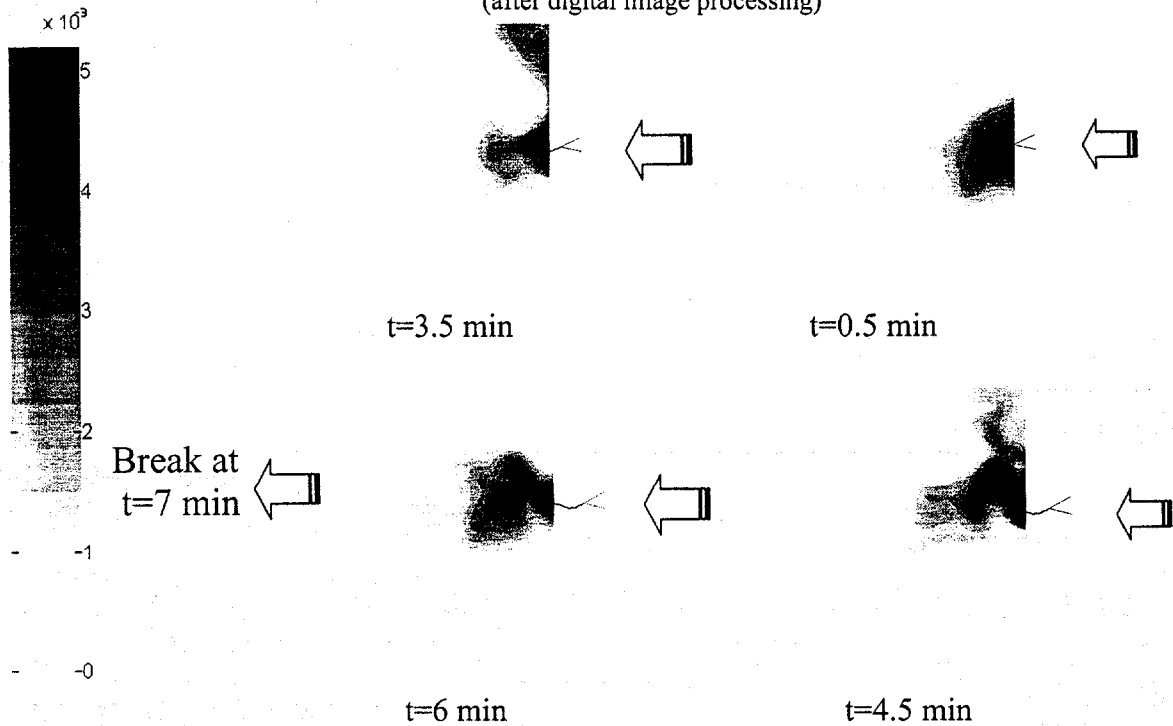 (after digital image processing)
x 10³
5
4
3
-2
-1
-0
t=3.5 min
t=0.5 min
Break at
t=7 min
t=6 min
t=4.5 min